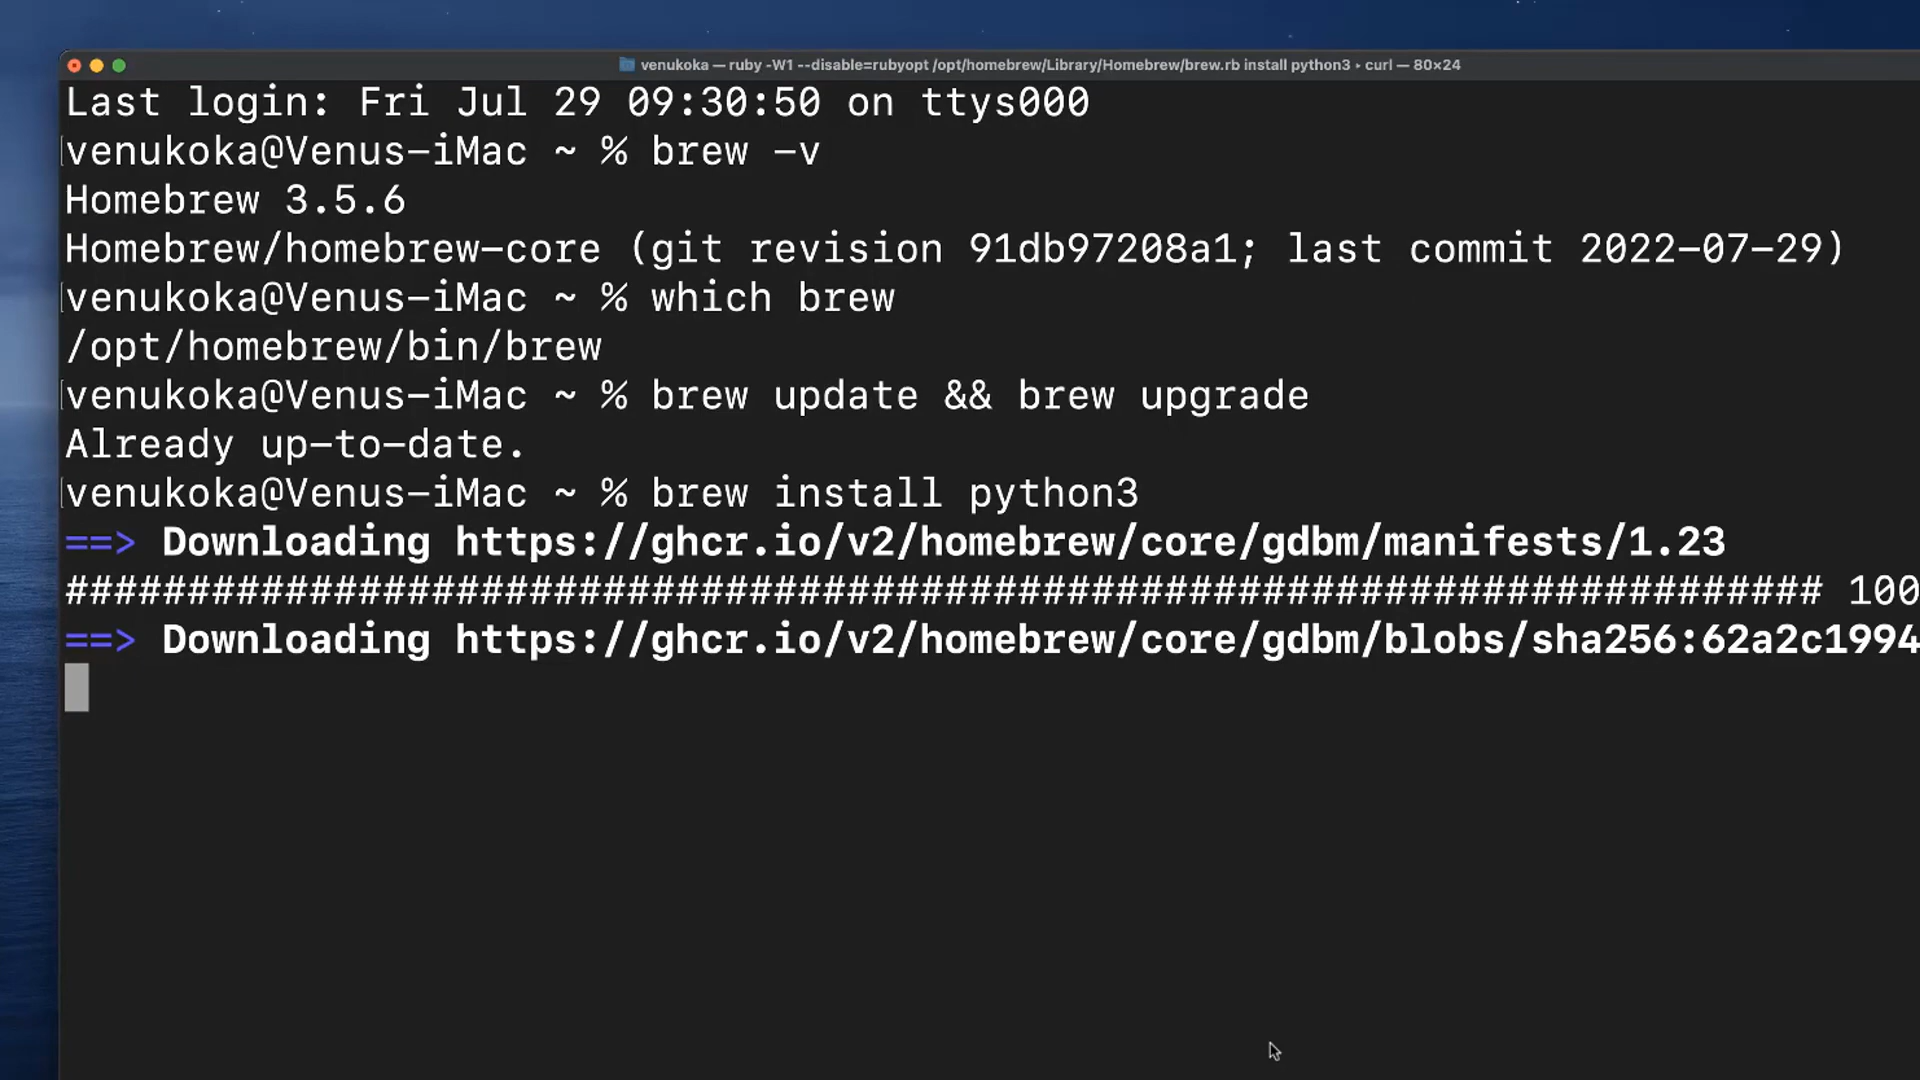 venukoka — ruby -W1 --disable=rubyopt /opt/homebrew/Library/Homebrew/brew.rb install python3 ‣ curl — 80×24
Last login: Fri Jul 29 09:30:50 on ttys000
venukoka@Venus-iMac ~ % brew -v
Homebrew 3.5.6
Homebrew/homebrew-core (git revision 91db97208a1; last commit 2022-07-29)
venukoka@Venus-iMac ~ % which brew
/opt/homebrew/bin/brew
venukoka@Venus-iMac ~ % brew update && brew upgrade
Already up-to-date.
venukoka@Venus-iMac ~ % brew install python3
==> Downloading https://ghcr.io/v2/homebrew/core/gdbm/manifests/1.23
######################################################################## 100
==> Downloading https://ghcr.io/v2/homebrew/core/gdbm/blobs/sha256:62a2c1994